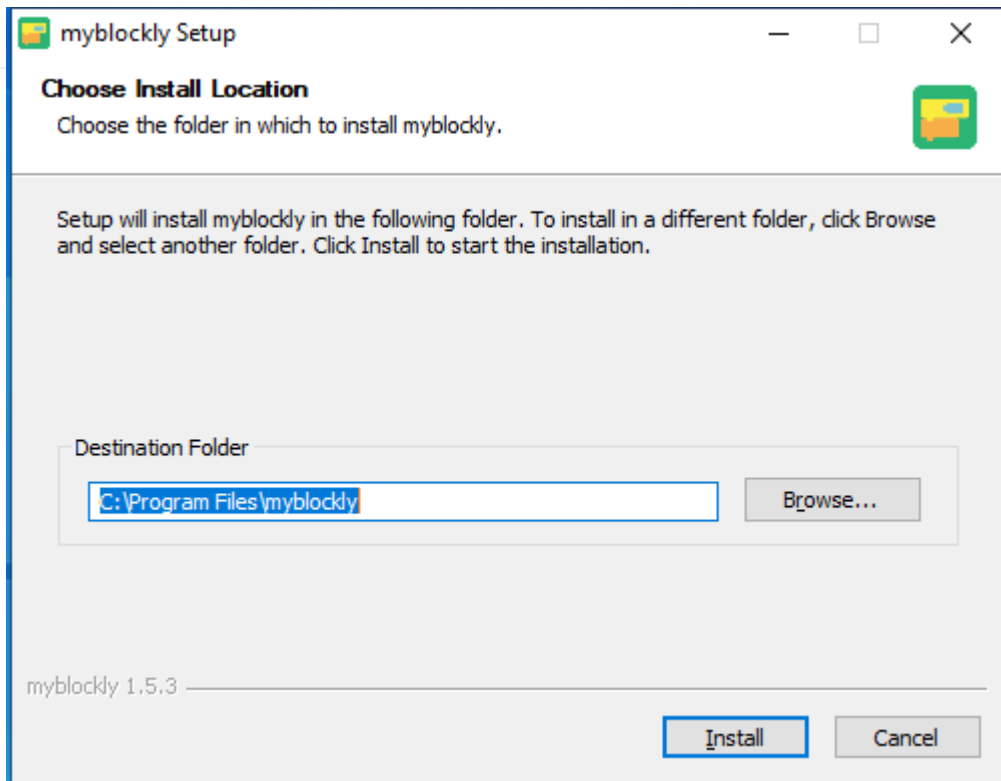 myblockly Setup
Choose Install Location
Choose the folder in which to install myblockly.
Setup will install myblockly in the following folder. To install in a different folder, click Browse
and select another folder. Click Install to start the installation.
Destination Folder
C:\Program Files\myblockly
Browse...
myblockly 1.5.3
Install
Cancel